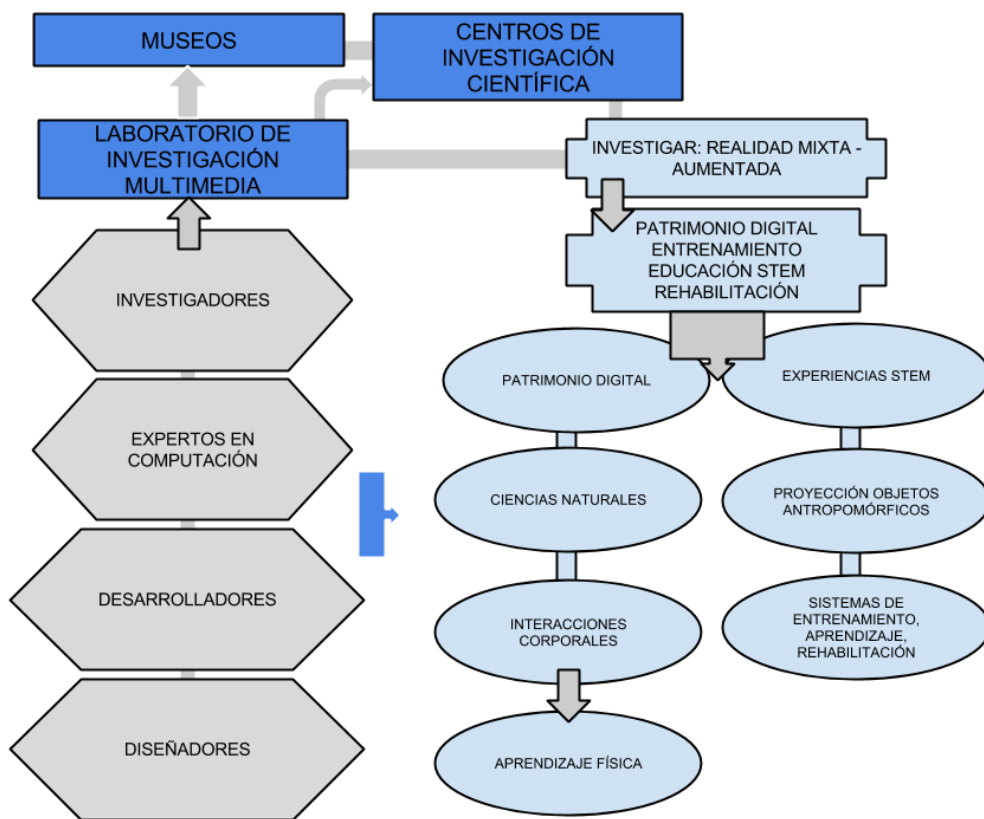 MUSEOS
CENTROS DE
INVESTIGACIÓN
CIENTÍFICA
LABORATORIO DE
INVESTIGACIÓN
MULTIMEDIA
INVESTIGAR: REALIDAD MIXTA -
AUMENTADA
PATRIMONIO DIGITAL
ENTRENAMIENTO
EDUCACIÓN STEM
REHABILITACIÓN
INVESTIGADORES
EXPERTOS EN
COMPUTACIÓN
DESARROLLADORES
DISEÑADORES
PATRIMONIO DIGITAL
CIENCIAS NATURALES
INTERACCIONES
CORPORALES
APRENDIZAJE FÍSICA
EXPERIENCIAS STEM
PROYECCIÓN OBJETOS
ANTROPOMÓRFICOS
SISTEMAS DE
ENTRENAMIENTO,
APRENDIZAJE,
REHABILITACIÓN